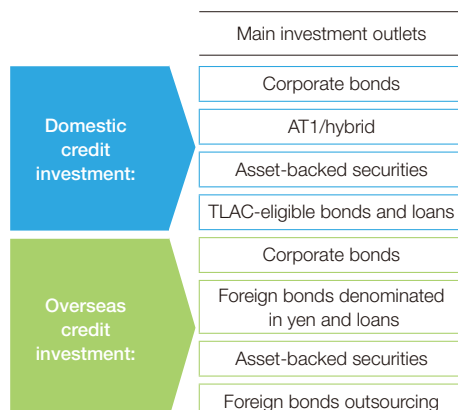 Main investment outlets
Domestic
credit
investment:
Corporate bonds
AT1/hybrid
Asset-backed securities
TLAC-eligible bonds and loans
Overseas
credit
investment:
Corporate bonds
Foreign bonds denominated
in yen and loans
Asset-backed securities
Foreign bonds outsourcing